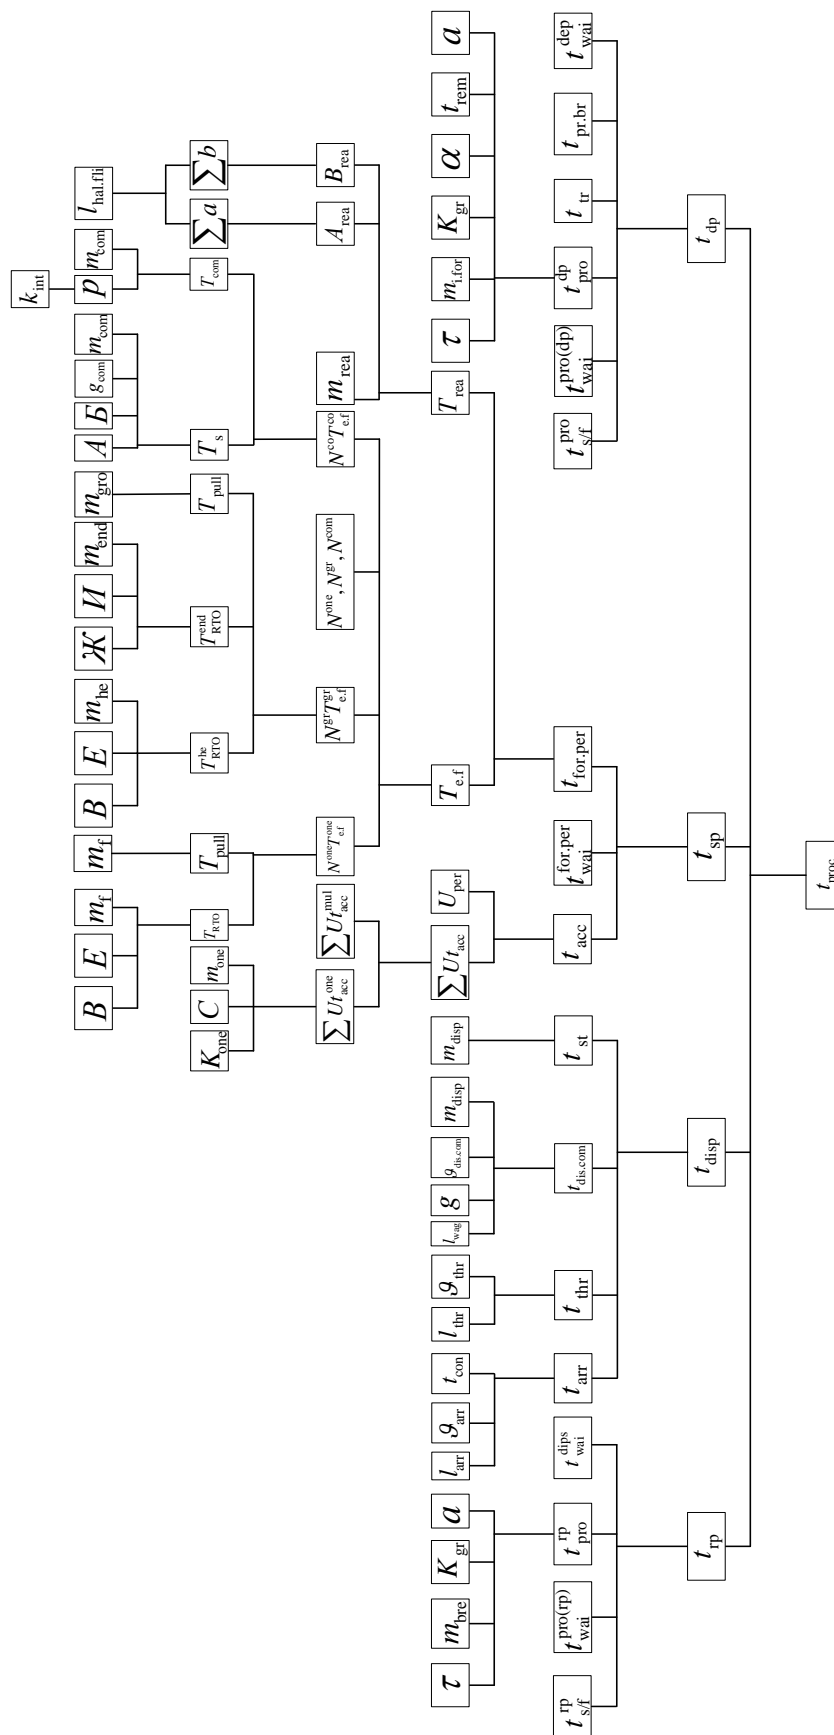 k_int
l_hal.fli
m_com
p
m_com
g_com
Б
A
m_gro
m_end
И
Ж
m_he
E
B
m_f
m_f
E
B
∑b
∑a
T_com
T_s
T_pull
T_RTO^end
T_RTO^he
T_pull
T_RTO
m_one
C
K_one
B_rea
A_rea
m_rea
N^co T_e.f^co
N^one, N^gr, N^com
N^gr T_e.f^gr
N^one T_e.f^one
∑Ut_acc^mul
∑Ut_acc^one
a
t_rem
α
K_gr
m_i.for
τ
T_rea
T_e.f
U_per
∑Ut_acc
m_disp
m_disp
ϑ_dis.com
g
l_wag
ϑ_thr
l_thr
t_con
ϑ_arr
l_arr
a
K_gr
m_bre
τ
t_wai^dep
t_pr.br
t_tr
t_pro^dp
t_wai^pro(dp)
t_s/f^pro
t_for.per
t_wai^for.per
t_acc
t_st
t_dis.com
t_thr
t_arr
t_wai^dips
t_pro^rp
t_wai^pro(rp)
t_s/f^rp
t_dp
t_sp
t_disp
t_rp
t_proc